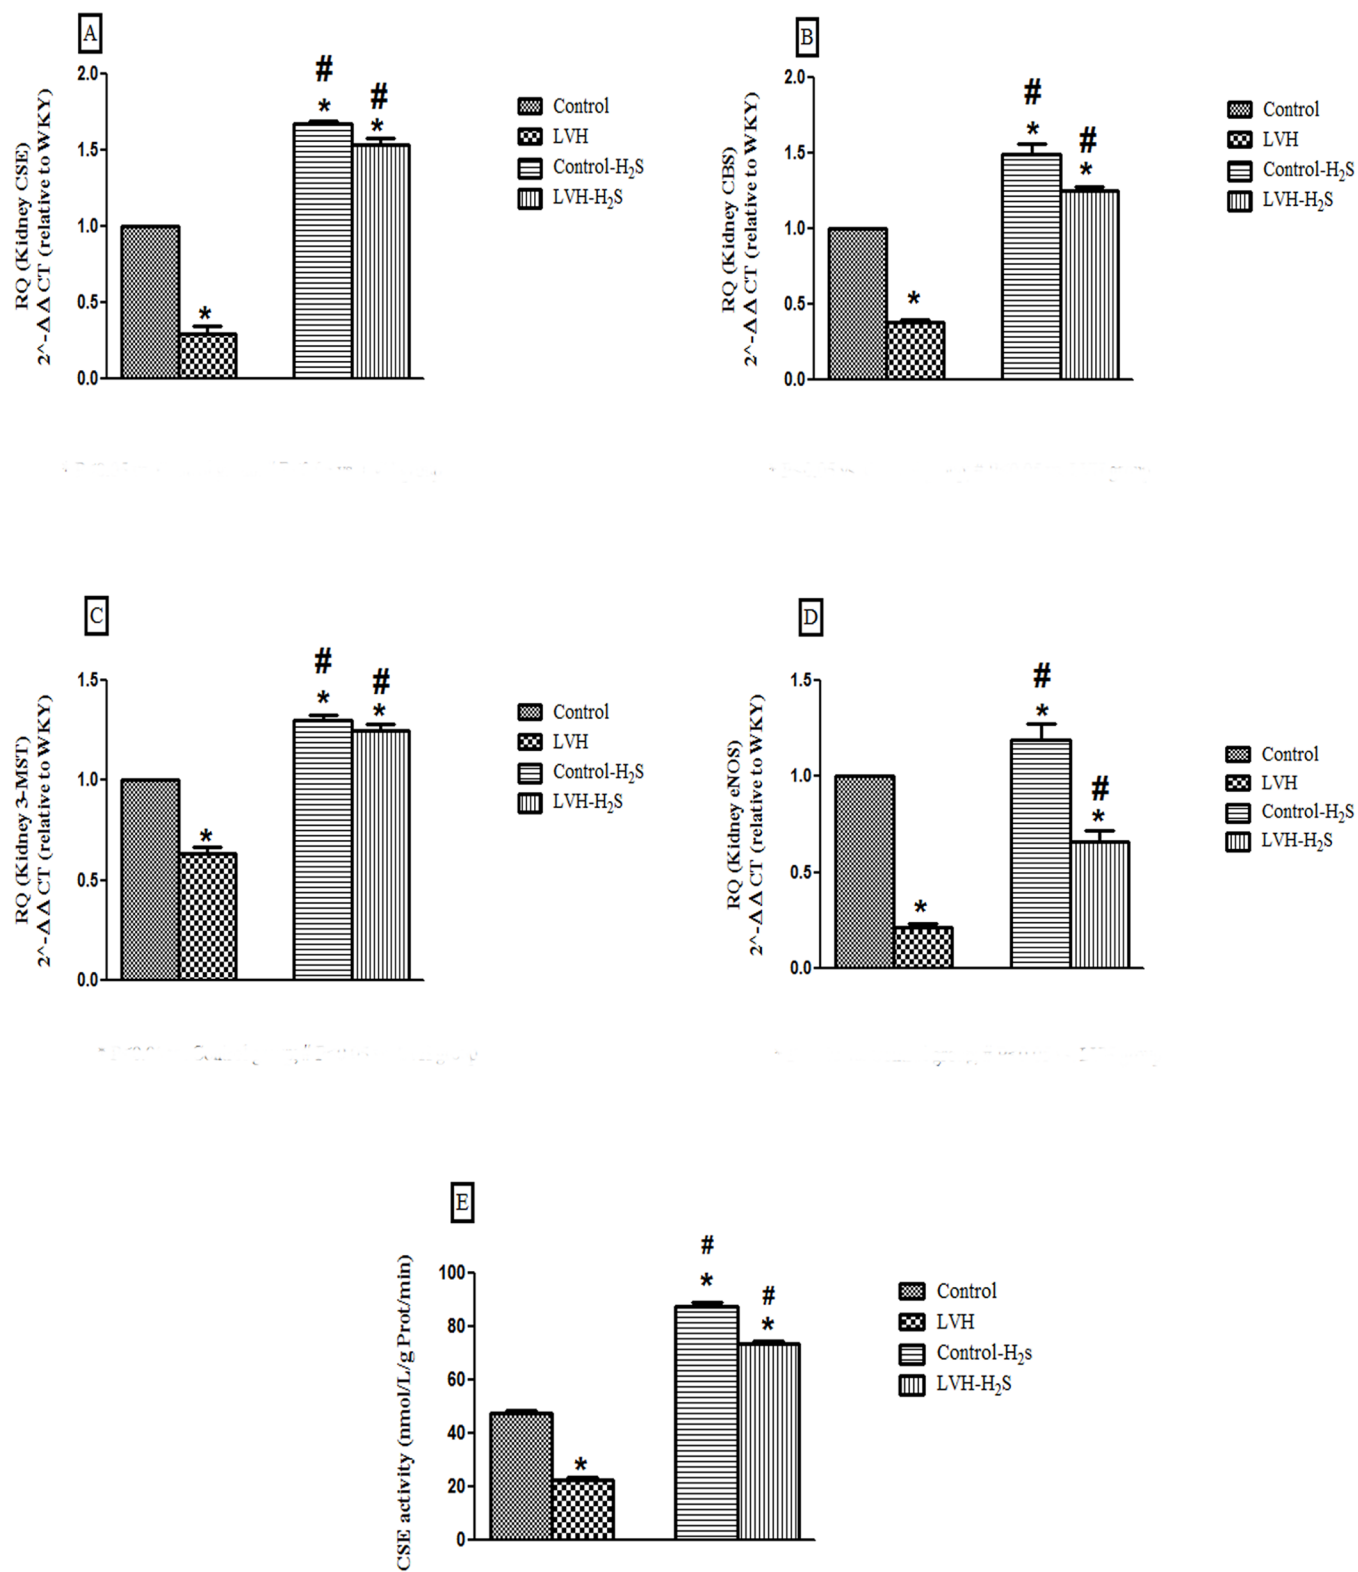 A
RQ (Kidney CSE)
2^-ΔΔCT (relative to WKY)
2.0
1.5
1.0
0.5
0.0
*
#
*
#
*
Control
LVH
Control-H₂S
LVH-H₂S
B
RQ (Kidney CBS)
2^-ΔΔCT (relative to WKY)
2.0
1.5
1.0
0.5
0.0
*
#
*
#
*
Control
LVH
Control-H₂S
LVH-H₂S
C
RQ (Kidney 3-MST)
2^-ΔΔCT (relative to WKY)
1.5
1.0
0.5
0.0
*
#
*
#
*
Control
LVH
Control-H₂S
LVH-H₂S
D
RQ (Kidney eNOS)
2^-ΔΔCT (relative to WKY)
1.5
1.0
0.5
0.0
*
#
*
#
*
Control
LVH
Control-H₂S
LVH-H₂S
E
CSE activity (nmol/L/g Prot/min)
100
80
60
40
20
0
*
#
*
#
*
Control
LVH
Control-H₂s
LVH-H₂S